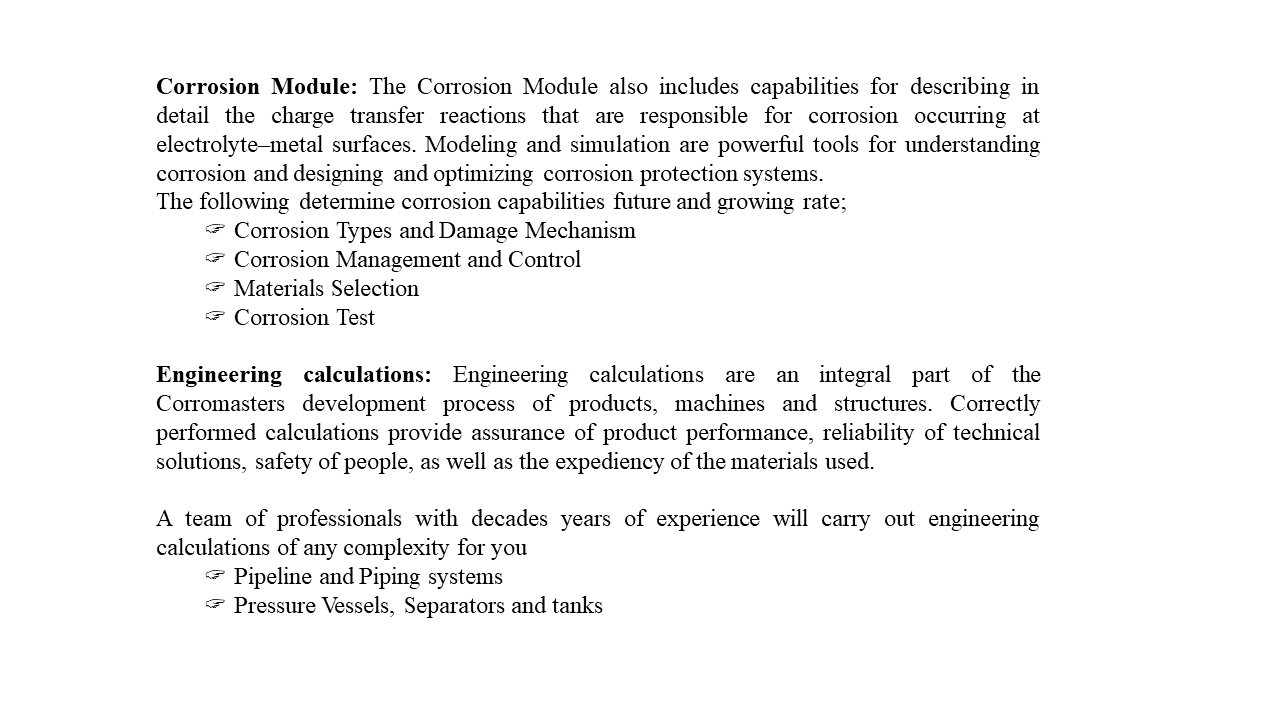 Corrosion Module: The Corrosion Module also includes capabilities for describing in
detail the charge transfer reactions that are responsible for corrosion occurring at
electrolyte–metal surfaces. Modeling and simulation are powerful tools for understanding
corrosion and designing and optimizing corrosion protection systems.
The following determine corrosion capabilities future and growing rate;
☞ Corrosion Types and Damage Mechanism
☞ Corrosion Management and Control
☞ Materials Selection
☞ Corrosion Test
Engineering calculations: Engineering calculations are an integral part of the
Corromasters development process of products, machines and structures. Correctly
performed calculations provide assurance of product performance, reliability of technical
solutions, safety of people, as well as the expediency of the materials used.
A team of professionals with decades years of experience will carry out engineering
calculations of any complexity for you
☞ Pipeline and Piping systems
☞ Pressure Vessels, Separators and tanks